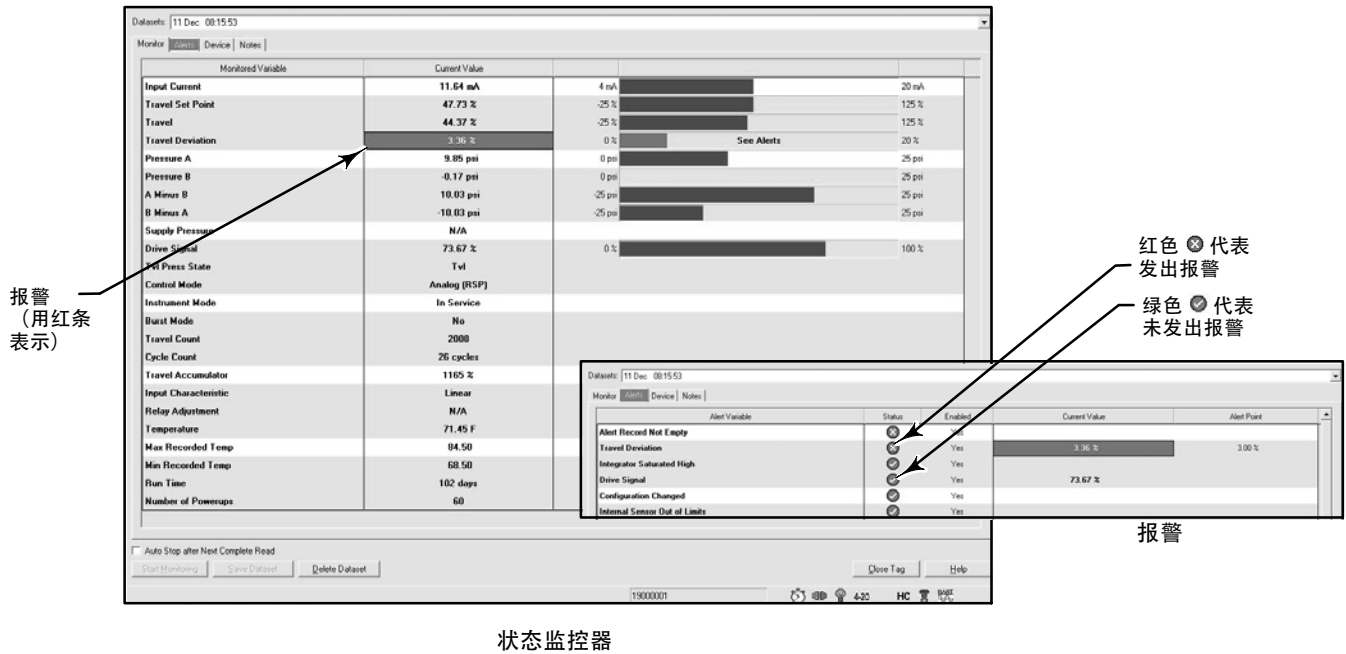 Datasets: 11 Dec 08:15:53
Monitor Alerts Device Notes
Monitored Variable Current Value
Input Current 11.64 mA 4 mA 20 mA
Travel Set Point 47.73 % -25 % 125 %
Travel 44.37 % -25 % 125 %
Travel Deviation 3.36 % 0 % See Alerts 20 %
Pressure A 9.85 psi 0 psi 25 psi
Pressure B -0.17 psi 0 psi 25 psi
A Minus B 10.03 psi -25 psi 25 psi
B Minus A -10.03 psi -25 psi 25 psi
Supply Pressure N/A
Drive Signal 73.67 % 0 % 100 %
Tvl Press State Tvl
Control Mode Analog (RSP)
Instrument Mode In Service
Burst Mode No
Travel Count 2000
Cycle Count 26 cycles
Travel Accumulator 1165 %
Input Characteristic Linear
Relay Adjustment N/A
Temperature 71.45 F
Max Recorded Temp 84.50
Min Recorded Temp 68.50
Run Time 102 days
Number of Powerups 60
Auto Stop after Next Complete Read
Start Monitoring Save Dataset Delete Dataset Close Tag Help
19000001 4-20 HC HART
报警
（用红条
表示）
红色 代表
发出报警
绿色 代表
未发出报警
Datasets: 11 Dec 08:15:53
Monitor Alerts Device Notes
Alert Variable Status Enabled Current Value Alert Point
Alert Record Not Empty Yes
Travel Deviation Yes 3.36 % 3.00 %
Integrator Saturated High Yes
Drive Signal Yes 73.67 %
Configuration Changed Yes
Internal Sensor Out of Limits Yes
报警
状态监控器